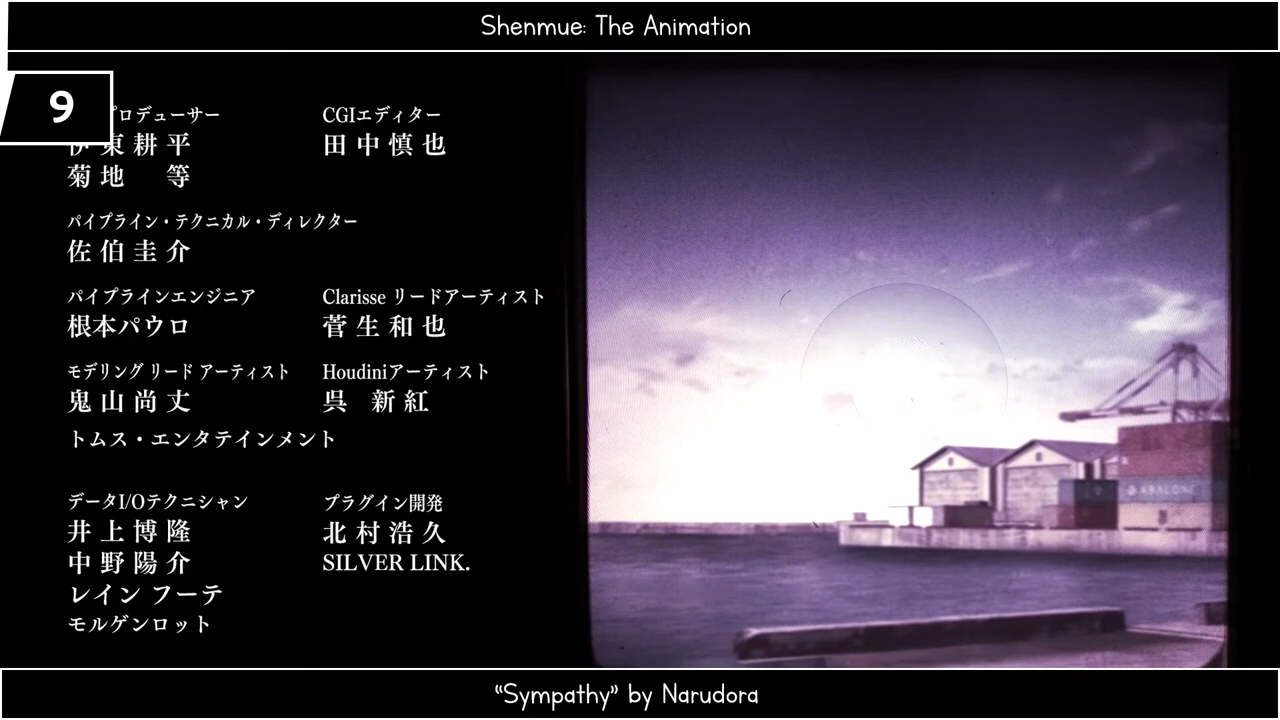 Shenmue: The Animation
9
プロデューサー
伊東耕平
菊地 等
CGIエディター
田中慎也
パイプライン・テクニカル・ディレクター
佐伯圭介
パイプラインエンジニア
根本パウロ
Clarisse リードアーティスト
菅生和也
モデリング リード アーティスト
鬼山尚丈
Houdiniアーティスト
呉 新紅
トムス・エンタテインメント
データI/Oテクニシャン
井上博隆
中野陽介
レイン フーテ
モルゲンロット
プラグイン開発
北村浩久
SILVER LINK.
ABALONE
“Sympathy” by Narudora